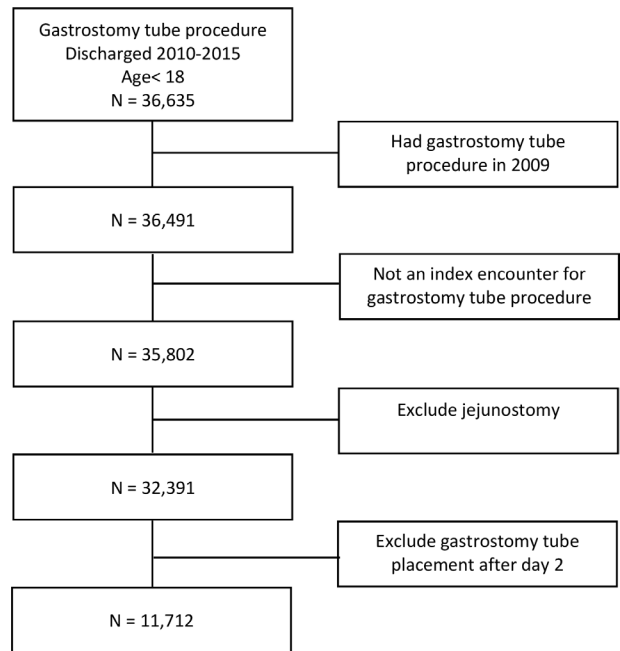 Gastrostomy tube procedure
Discharged 2010-2015
Age< 18
N = 36,635
Had gastrostomy tube
procedure in 2009
N = 36,491
Not an index encounter for
gastrostomy tube procedure
N = 35,802
Exclude jejunostomy
N = 32,391
Exclude gastrostomy tube
placement after day 2
N = 11,712